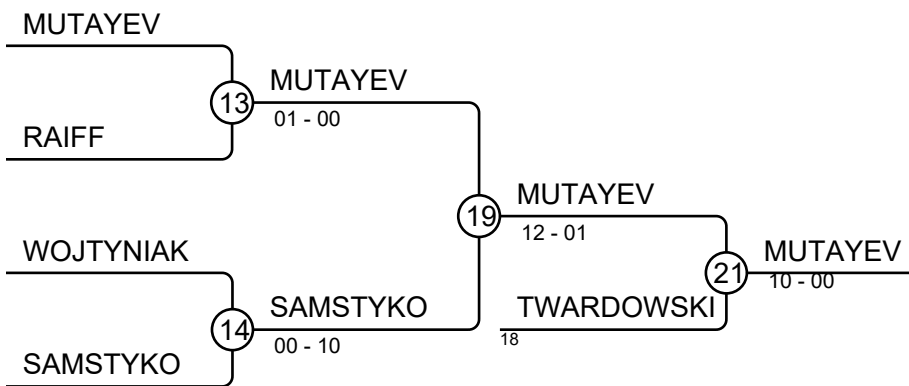 MUTAYEV
13
MUTAYEV
01 - 00
RAIFF
19
MUTAYEV
12 - 01
WOJTYNIAK
21
MUTAYEV
10 - 00
14
SAMSTYKO
00 - 10
TWARDOWSKI
18
SAMSTYKO